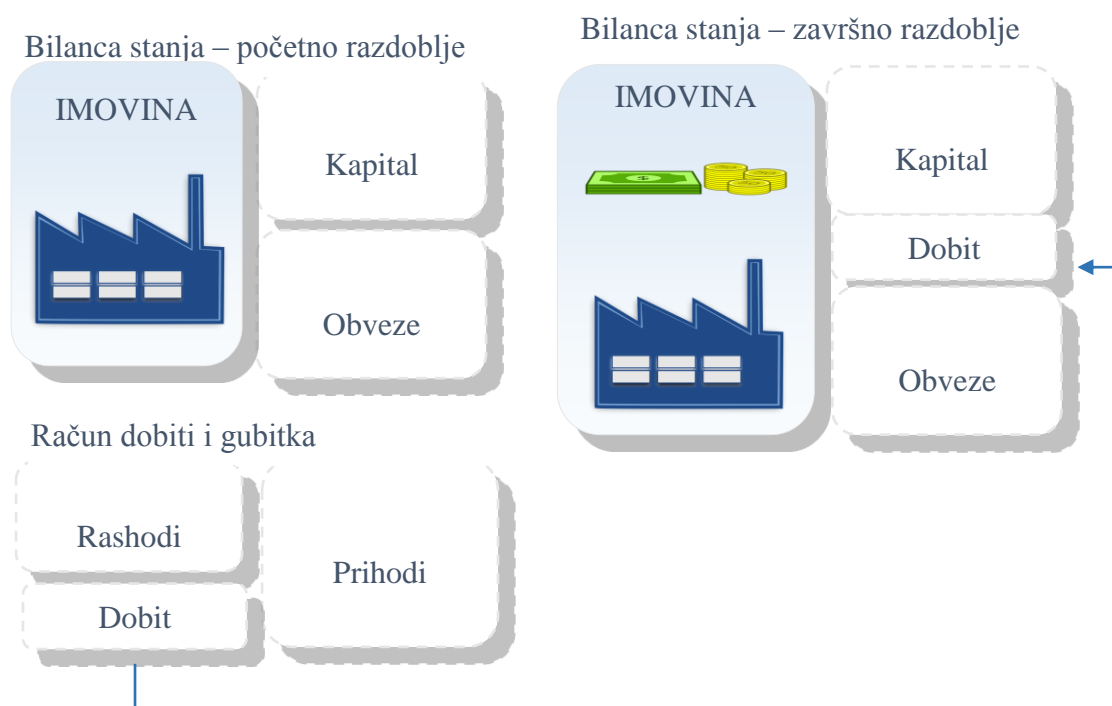 Bilanca stanja – početno razdoblje
IMOVINA
Kapital
Obveze
Bilanca stanja – završno razdoblje
IMOVINA
Kapital
Dobit
Obveze
Račun dobiti i gubitka
Rashodi
Dobit
Prihodi